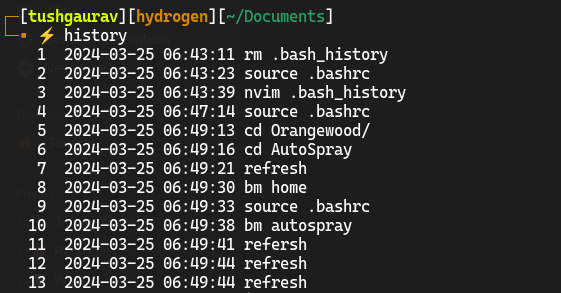 [tushgaurav][hydrogen][~/Documents]
⚡ history
1 2024-03-25 06:43:11 rm .bash_history
2 2024-03-25 06:43:23 source .bashrc
3 2024-03-25 06:43:39 nvim .bash_history
4 2024-03-25 06:47:14 source .bashrc
5 2024-03-25 06:49:13 cd Orangewood/
6 2024-03-25 06:49:16 cd AutoSpray
7 2024-03-25 06:49:21 refresh
8 2024-03-25 06:49:30 bm home
9 2024-03-25 06:49:33 source .bashrc
10 2024-03-25 06:49:38 bm autospray
11 2024-03-25 06:49:41 refersh
12 2024-03-25 06:49:44 refresh
13 2024-03-25 06:49:44 refresh